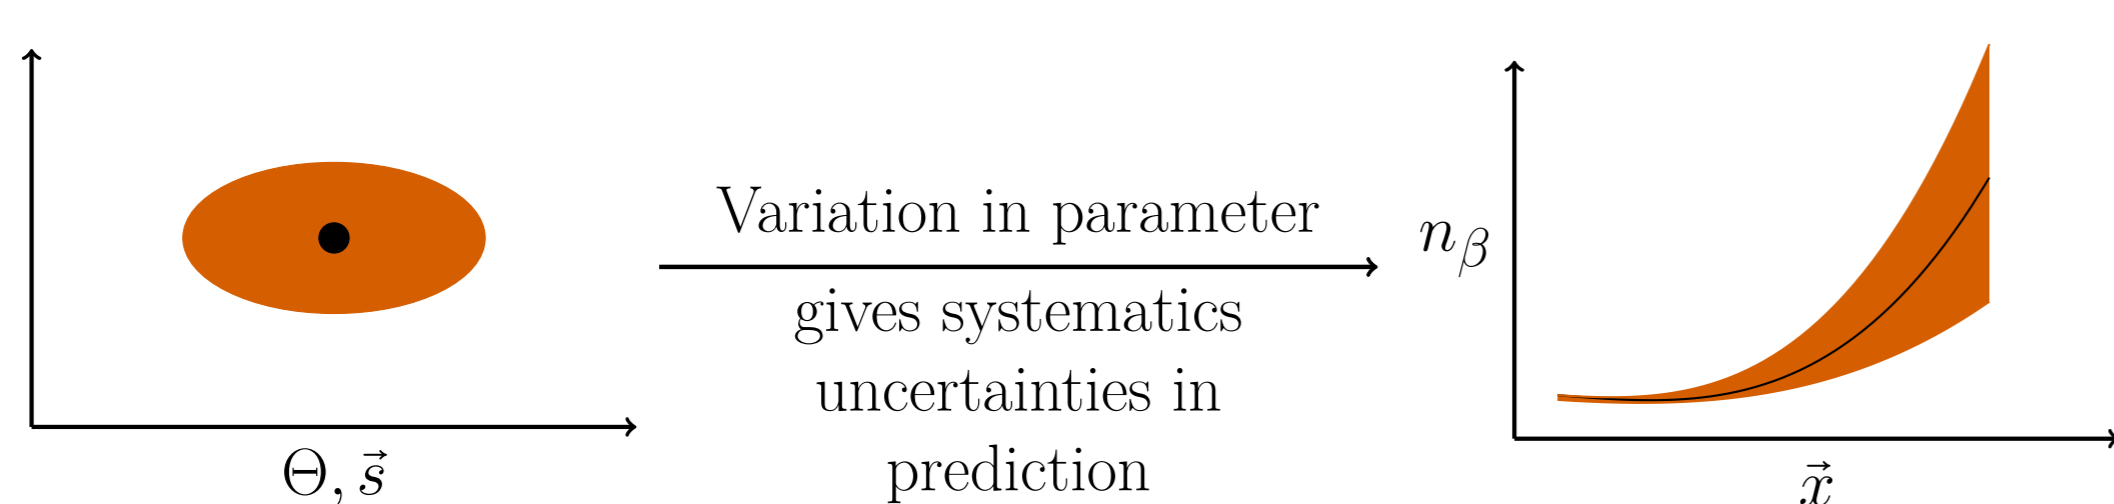 Variation in parameter
gives systematics
uncertainties in
prediction
Θ, s⃗
n_β
x⃗